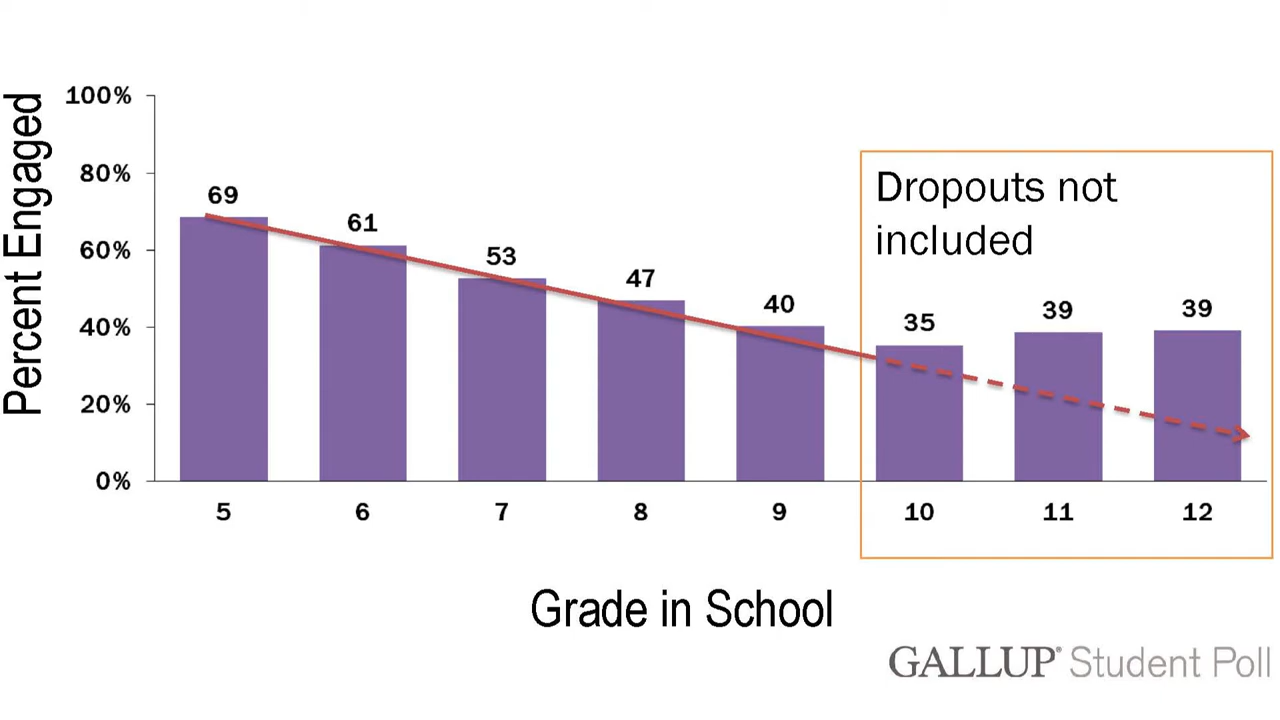 Percent Engaged
100%
80%
60%
40%
20%
0%
69
61
53
47
40
35
39
39
Dropouts not
included
5 6 7 8 9 10 11 12
Grade in School
GALLUP® Student Poll